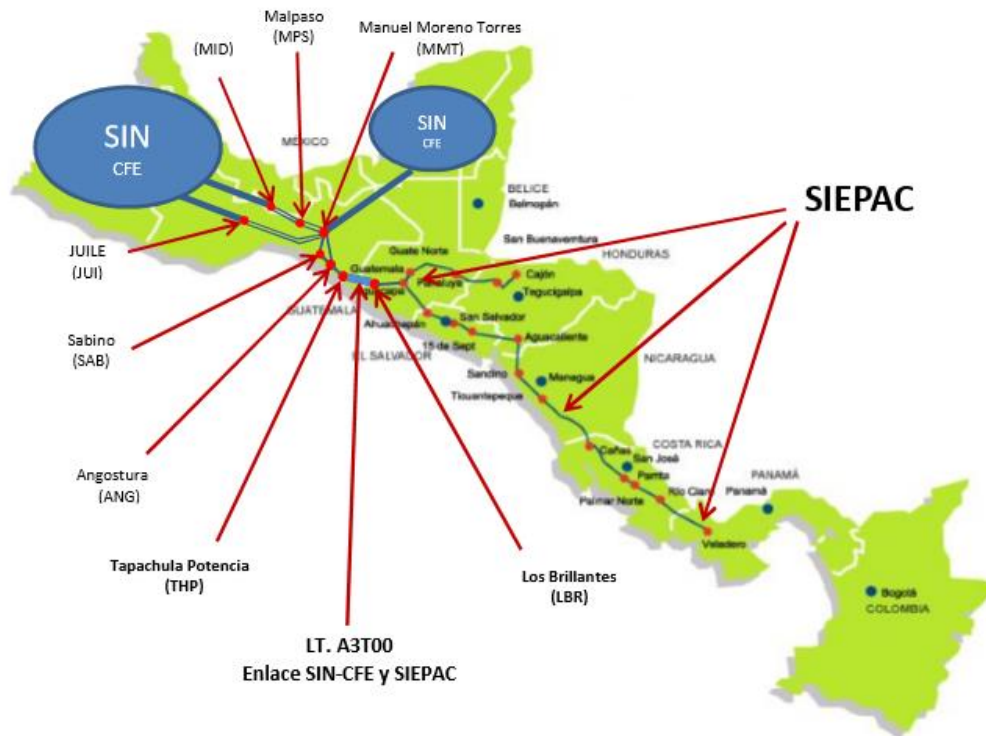 Malpaso
(MPS)
Manuel Moreno Torres
(MMT)
(MID)
SIN
CFE
SIN
CFE
MÉXICO
BELICE
Belmopán
SIEPAC
San Buenaventura
HONDURAS
JUILE
(JUI)
Guate Norte
Guatemala
Panaluya
Cajón
Tegucigalpa
GUATEMALA
Ahuachapán
San Salvador
15 de Sept
Aguacaliente
EL SALVADOR
NICARAGUA
Sandino
Managua
Ticuantepeque
Sabino
(SAB)
COSTA RICA
Cañas
San José
Parrita
PANAMÁ
Panamá
Palmar Norte
Río Clar
Veladero
Angostura
(ANG)
Tapachula Potencia
(THP)
Los Brillantes
(LBR)
Bogotá
COLOMBIA
LT. A3T00
Enlace SIN-CFE y SIEPAC